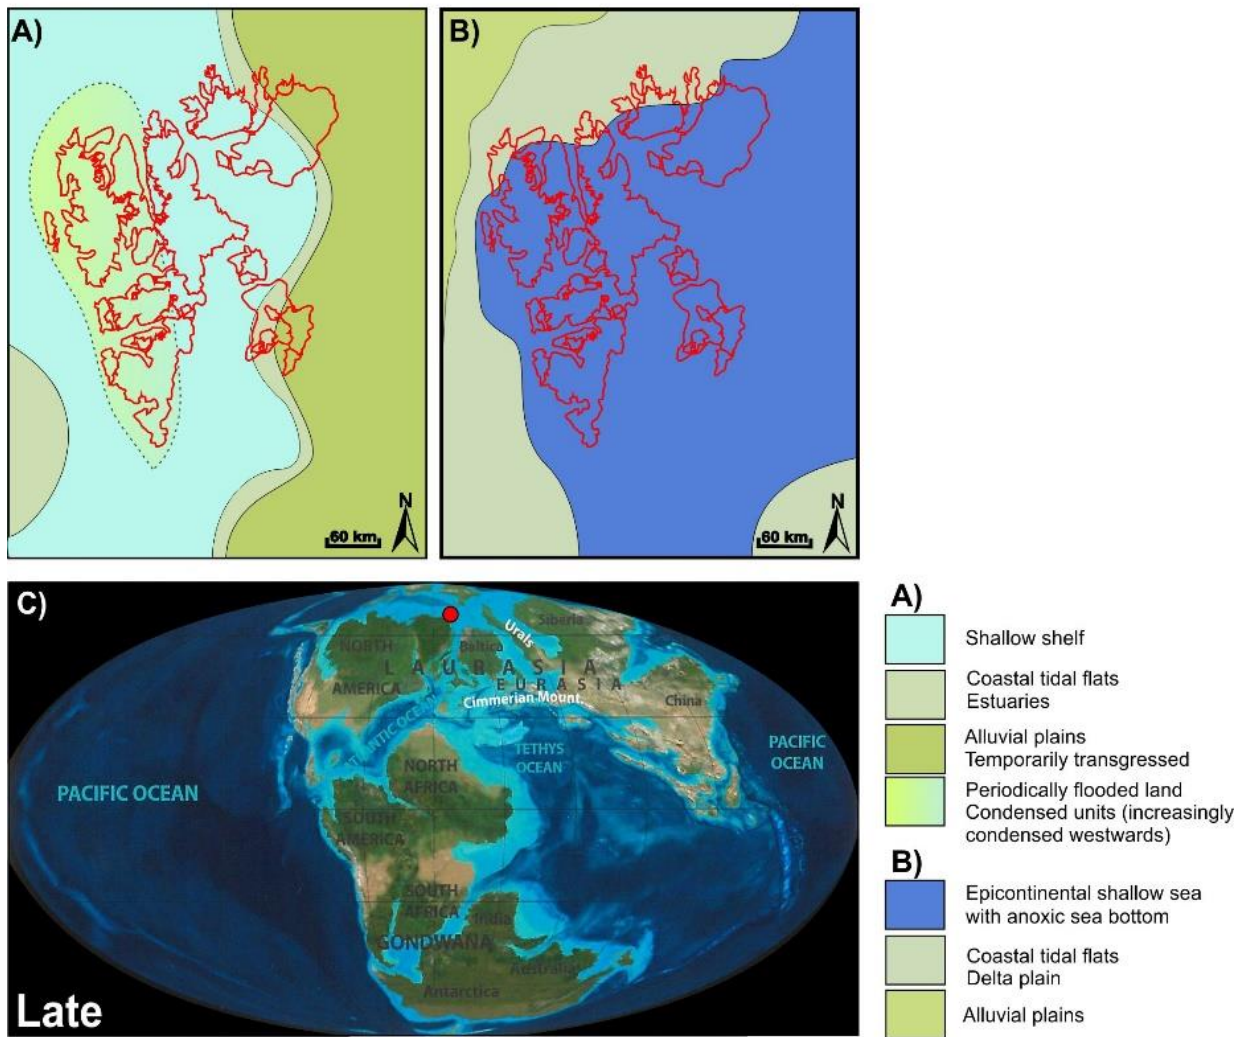 A)
B)
N
60 km
N
60 km
C)
Siberia
Urals
NORTH
Baltica
LAURASIA
AMERICA
EURASIA
Cimmerian Mount.
China
TETHYS
OCEAN
PACIFIC
OCEAN
PACIFIC OCEAN
NORTH
AFRICA
SOUTH
AMERICA
SOUTH
AFRICA
India
GONDWANA
Australia
Antarctica
Late
A)
Shallow shelf
Coastal tidal flats
Estuaries
Alluvial plains
Temporarily transgressed
Periodically flooded land
Condensed units (increasingly
condensed westwards)
B)
Epicontinental shallow sea
with anoxic sea bottom
Coastal tidal flats
Delta plain
Alluvial plains